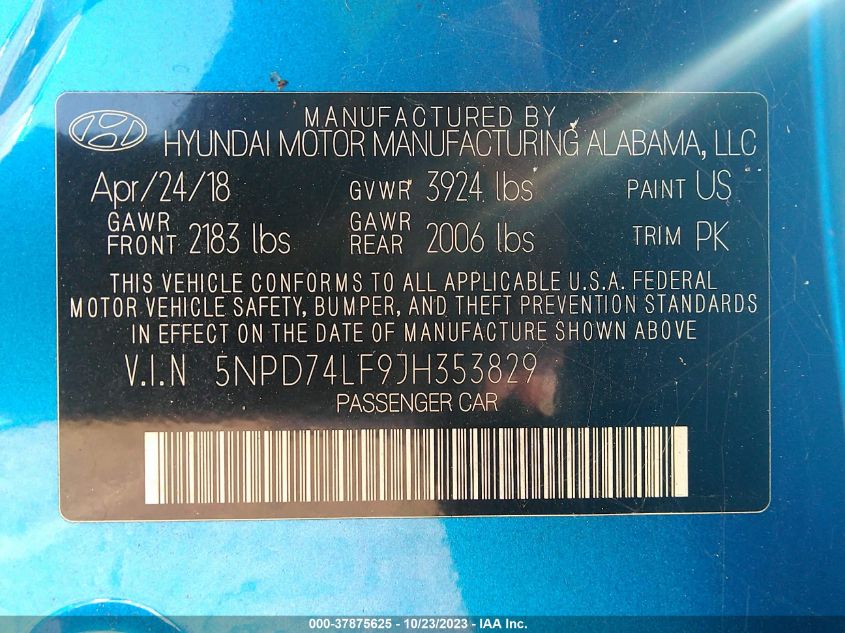 MANUFACTURED BY
HYUNDAI MOTOR MANUFACTURING ALABAMA, LLC
Apr/24/18 GVWR 3924 lbs PAINT US
GAWR FRONT 2183 lbs GAWR REAR 2006 lbs TRIM PK
THIS VEHICLE CONFORMS TO ALL APPLICABLE U.S.A. FEDERAL
MOTOR VEHICLE SAFETY, BUMPER, AND THEFT PREVENTION STANDARDS
IN EFFECT ON THE DATE OF MANUFACTURE SHOWN ABOVE
V.I.N 5NPD74LF9JH353829
PASSENGER CAR
000-37875625 - 10/23/2023 - IAA Inc.